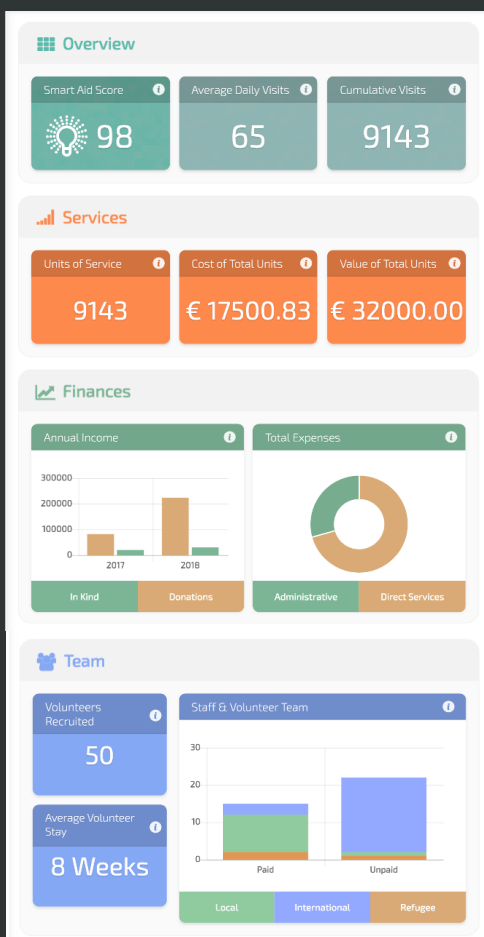 Overview
Smart Aid Score
98
Average Daily Visits
65
Cumulative Visits
9143
Services
Units of Service
9143
Cost of Total Units
€ 17500.83
Value of Total Units
€ 32000.00
Finances
Annual Income
300000
200000
100000
0
2017
2018
In Kind
Donations
Total Expenses
Administrative
Direct Services
Team
Volunteers
Recruited
50
Average Volunteer
Stay
8 Weeks
Staff & Volunteer Team
30
20
10
0
Paid
Unpaid
Local
International
Refugee